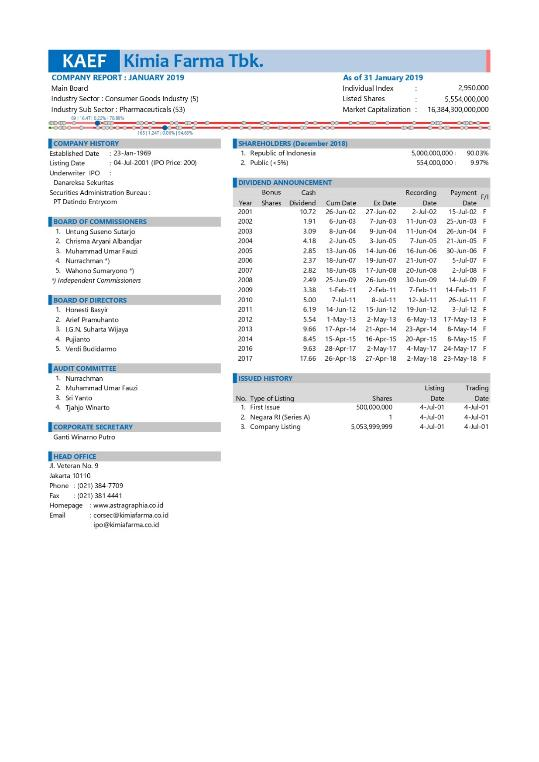 KAEF Kimia Farma Tbk.
COMPANY REPORT : JANUARY 2019 As of 31 January 2019
Main Board Individual Index : 2,950.000
Industry Sector : Consumer Goods Industry (5) Listed Shares : 5,554,000,000
Industry Sub Sector : Pharmaceuticals (53) Market Capitalization : 16,384,300,000,000
COMPANY HISTORY
Established Date : 23-Jan-1969
Listing Date : 04-Jul-2001 (IPO Price: 200)
Underwriter IPO :
Danareksa Sekuritas
Securities Administration Bureau :
PT Datindo Entrycom
BOARD OF COMMISSIONERS
1. Untung Suseno Sutarjo
2. Chrisma Aryani Albandjar
3. Muhammad Umar Fauzi
4. Nurrachman *)
5. Wahono Sumaryono *)
*) Independent Commissioners
BOARD OF DIRECTORS
1. Honesti Basyir
2. Arief Pramuhanto
3. I.G.N. Suharta Wijaya
4. Pujianto
5. Verdi Budidarmo
AUDIT COMMITTEE
1. Nurrachman
2. Muhammad Umar Fauzi
3. Sri Yanto
4. Tjahjo Winarto
CORPORATE SECRETARY
Ganti Winarno Putro
HEAD OFFICE
Jl. Veteran No. 9
Jakarta 10110
Phone : (021) 384-7709
Fax : (021) 381-4441
Homepage : www.astragraphia.co.id
Email : corsec@kimiafarma.co.id
ipo@kimiafarma.co.id
SHAREHOLDERS (December 2018)
1. Republic of Indonesia 5,000,000,000 : 90.03%
2. Public (<5%) 554,000,000 : 9.97%
DIVIDEND ANNOUNCEMENT
Bonus Cash Recording Payment F/I
Year Shares Dividend Cum Date Ex Date Date Date
2001 10.72 26-Jun-02 27-Jun-02 2-Jul-02 15-Jul-02 F
2002 1.91 6-Jun-03 7-Jun-03 11-Jun-03 25-Jun-03 F
2003 3.09 8-Jun-04 9-Jun-04 11-Jun-04 26-Jun-04 F
2004 4.18 2-Jun-05 3-Jun-05 7-Jun-05 21-Jun-05 F
2005 2.85 13-Jun-06 14-Jun-06 16-Jun-06 30-Jun-06 F
2006 2.37 18-Jun-07 19-Jun-07 21-Jun-07 5-Jul-07 F
2007 2.82 18-Jun-08 17-Jun-08 20-Jun-08 2-Jul-08 F
2008 2.49 25-Jun-09 26-Jun-09 30-Jun-09 14-Jul-09 F
2009 3.38 1-Feb-11 2-Feb-11 7-Feb-11 14-Feb-11 F
2010 5.00 7-Jul-11 8-Jul-11 12-Jul-11 26-Jul-11 F
2011 6.19 14-Jun-12 15-Jun-12 19-Jun-12 3-Jul-12 F
2012 5.54 1-May-13 2-May-13 6-May-13 17-May-13 F
2013 9.66 17-Apr-14 21-Apr-14 23-Apr-14 8-May-14 F
2014 8.45 15-Apr-15 16-Apr-15 20-Apr-15 8-May-15 F
2016 9.63 28-Apr-17 2-May-17 4-May-17 24-May-17 F
2017 17.66 26-Apr-18 27-Apr-18 2-May-18 23-May-18 F
ISSUED HISTORY
Listing Trading
No. Type of Listing Shares Date Date
1. First Issue 500,000,000 4-Jul-01 4-Jul-01
2. Negara RI (Series A) 1 4-Jul-01 4-Jul-01
3. Company Listing 5,053,999,999 4-Jul-01 4-Jul-01